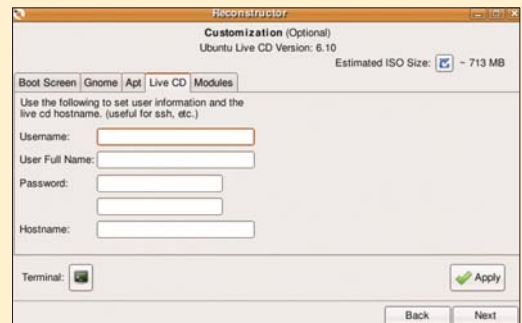 Reconstructor
Customization (Optional)
Ubuntu Live CD Version: 6.10
Estimated ISO Size: ~ 713 MB
Boot Screen Gnome Apt Live CD Modules
Use the following to set user information and the
live cd hostname. (useful for ssh, etc.)
Username:
User Full Name:
Password:
Hostname:
Terminal:
Apply
Back Next